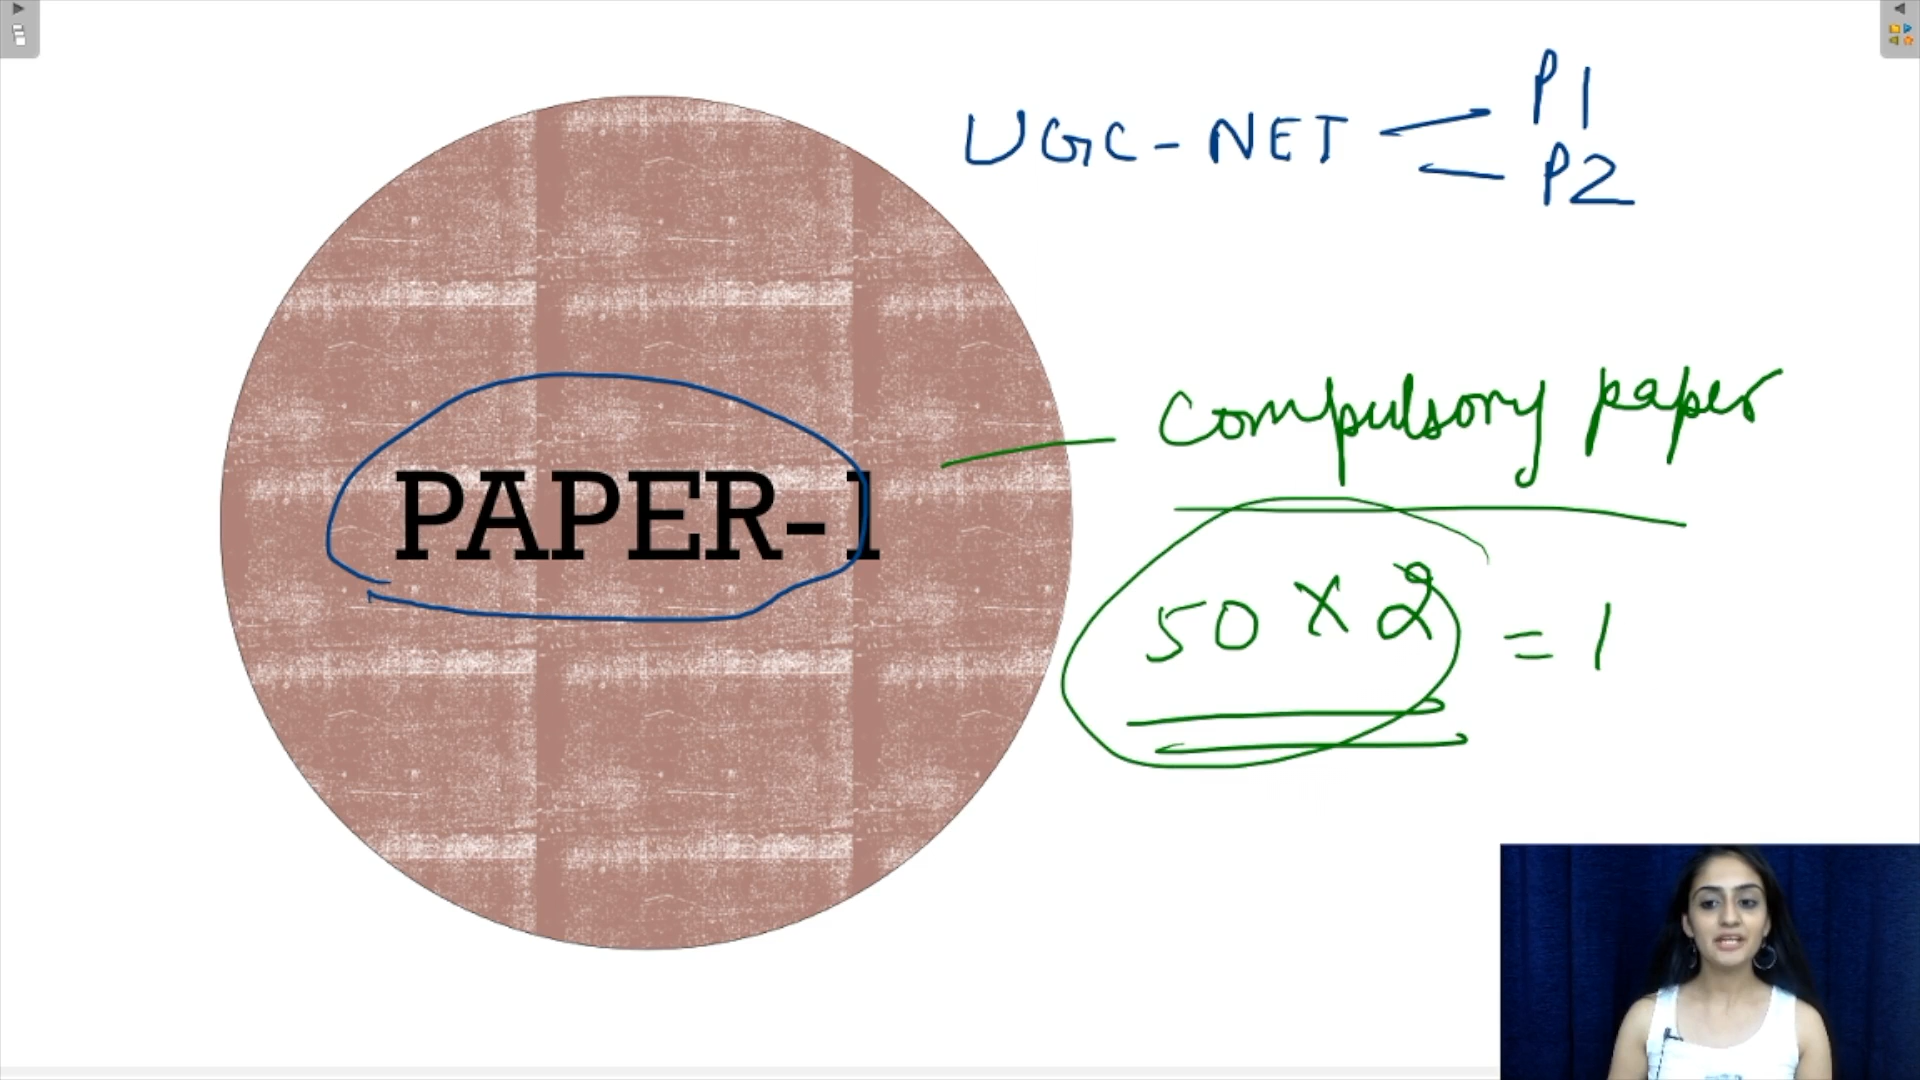 UGC-NET P1
P2
compulsory paper
PAPER-1
50 x 2 = 1